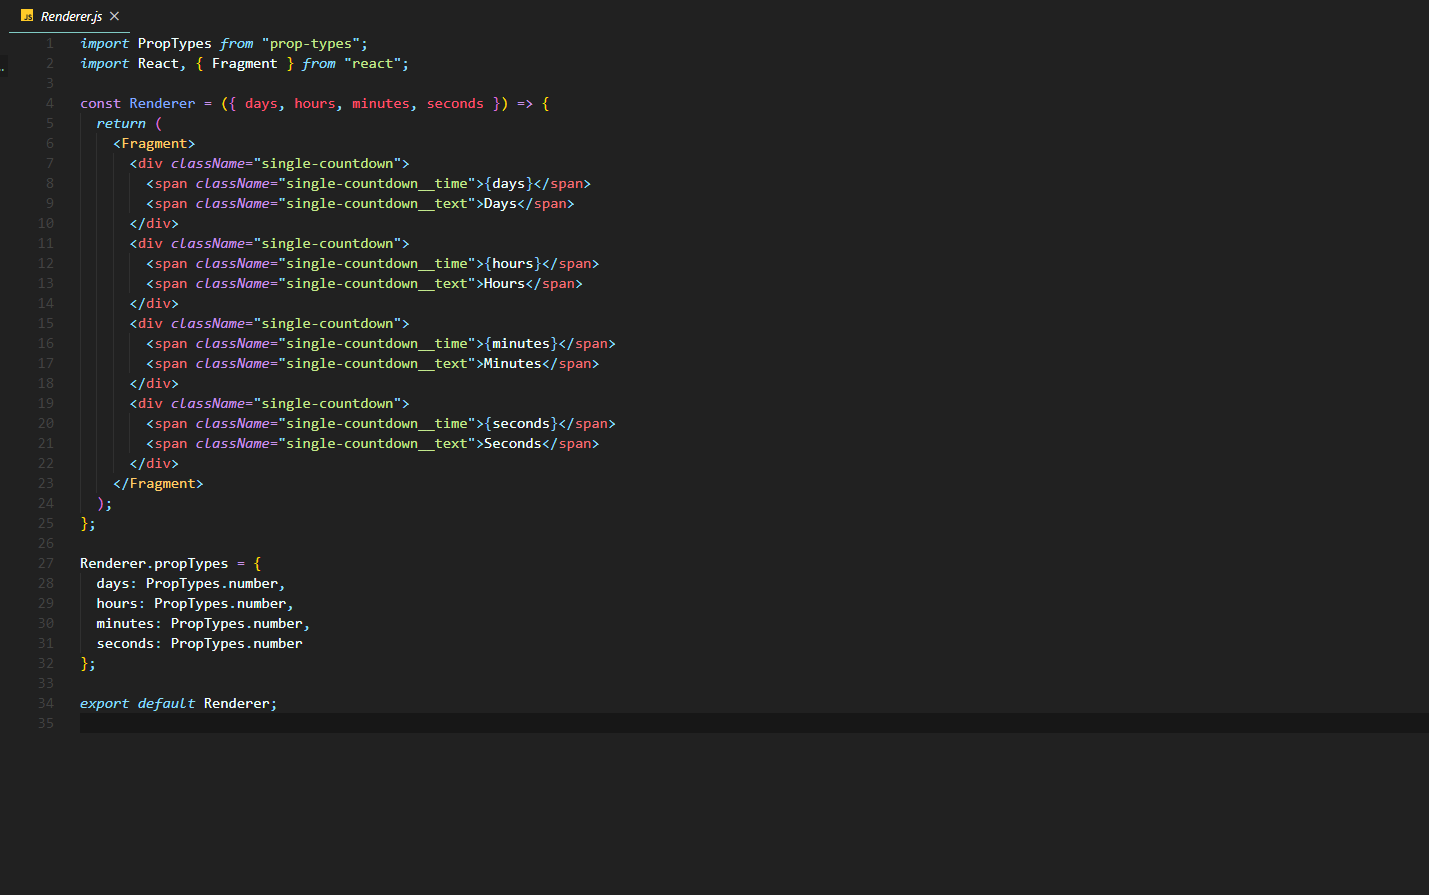 JS Renderer.js ×
1 import PropTypes from "prop-types";
2 import React, { Fragment } from "react";
3
4 const Renderer = ({ days, hours, minutes, seconds }) => {
5   return (
6     <Fragment>
7       <div className="single-countdown">
8         <span className="single-countdown__time">{days}</span>
9         <span className="single-countdown__text">Days</span>
10       </div>
11       <div className="single-countdown">
12         <span className="single-countdown__time">{hours}</span>
13         <span className="single-countdown__text">Hours</span>
14       </div>
15       <div className="single-countdown">
16         <span className="single-countdown__time">{minutes}</span>
17         <span className="single-countdown__text">Minutes</span>
18       </div>
19       <div className="single-countdown">
20         <span className="single-countdown__time">{seconds}</span>
21         <span className="single-countdown__text">Seconds</span>
22       </div>
23     </Fragment>
24   );
25 };
26
27 Renderer.propTypes = {
28   days: PropTypes.number,
29   hours: PropTypes.number,
30   minutes: PropTypes.number,
31   seconds: PropTypes.number
32 };
33
34 export default Renderer;
35